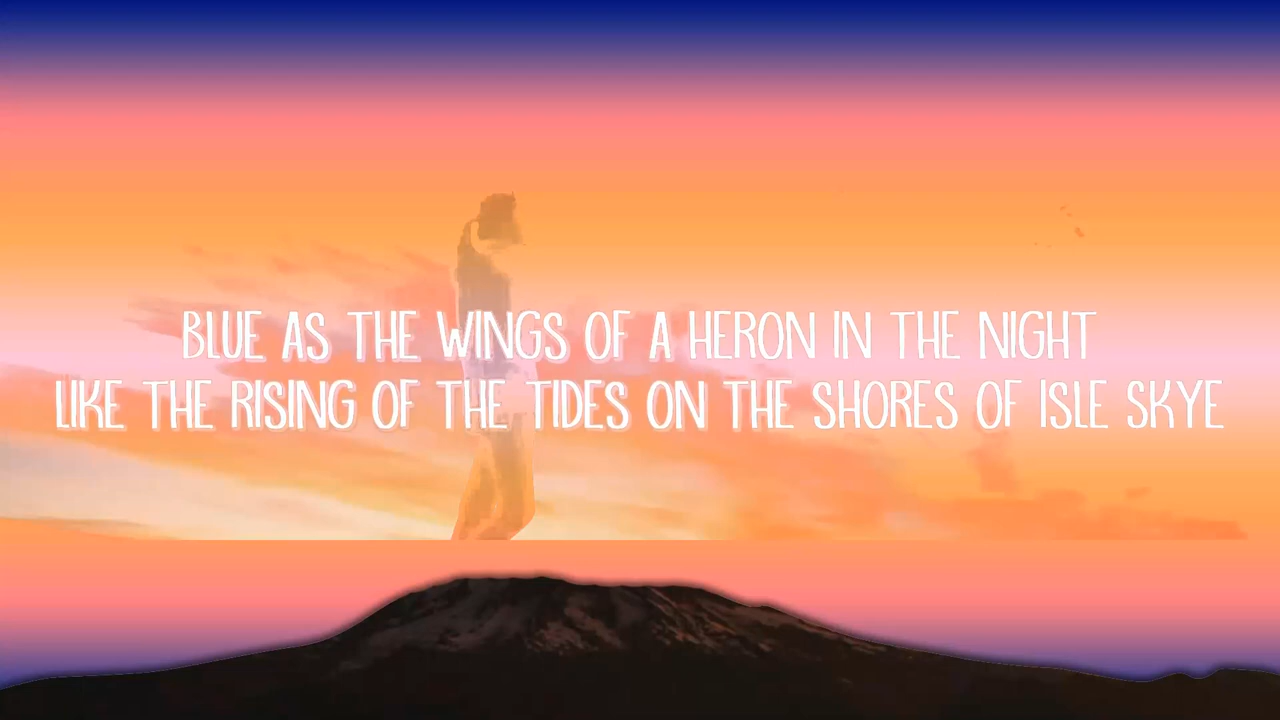 BLUE AS THE WINGS OF A HERON IN THE NIGHT
LIKE THE RISING OF THE TIDES ON THE SHORES OF ISLE SKYE